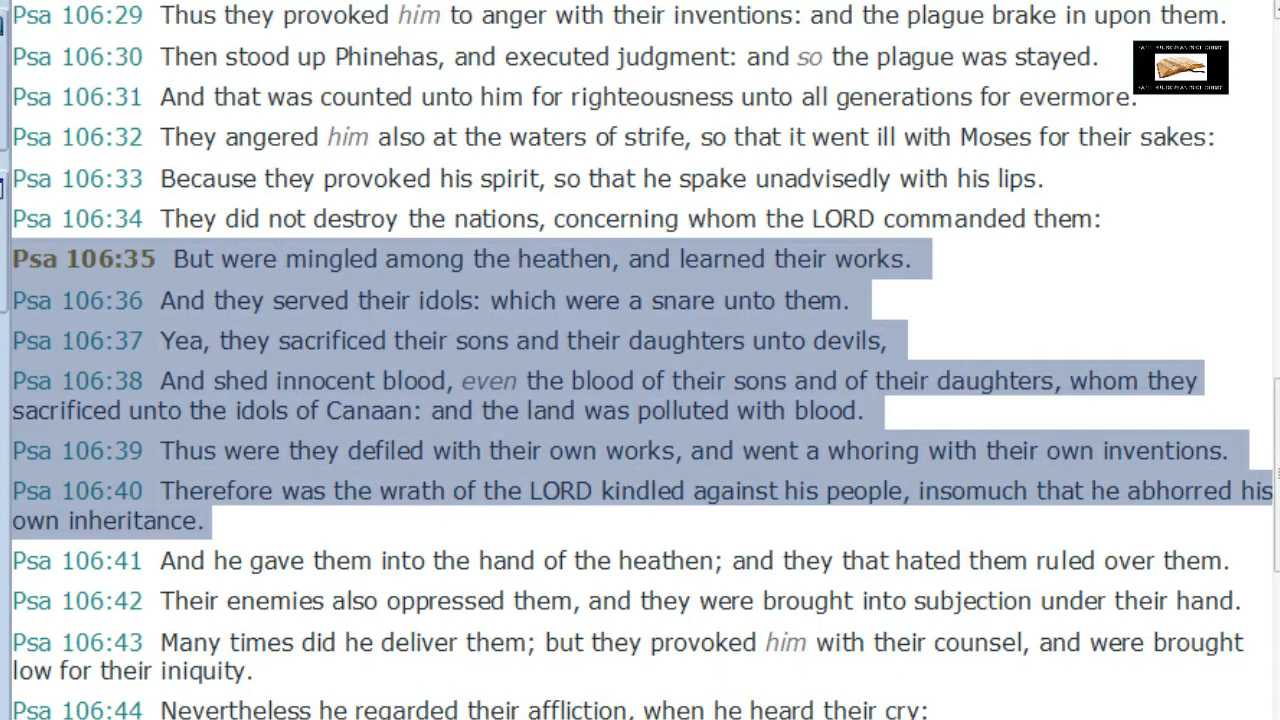 Psa 106:29 Thus they provoked him to anger with their inventions: and the plague brake in upon them.
Psa 106:30 Then stood up Phinehas, and executed judgment: and so the plague was stayed.
Psa 106:31 And that was counted unto him for righteousness unto all generations for evermore.
Psa 106:32 They angered him also at the waters of strife, so that it went ill with Moses for their sakes:
Psa 106:33 Because they provoked his spirit, so that he spake unadvisedly with his lips.
Psa 106:34 They did not destroy the nations, concerning whom the LORD commanded them:
Psa 106:35 But were mingled among the heathen, and learned their works.
Psa 106:36 And they served their idols: which were a snare unto them.
Psa 106:37 Yea, they sacrificed their sons and their daughters unto devils,
Psa 106:38 And shed innocent blood, even the blood of their sons and of their daughters, whom they
sacrificed unto the idols of Canaan: and the land was polluted with blood.
Psa 106:39 Thus were they defiled with their own works, and went a whoring with their own inventions.
Psa 106:40 Therefore was the wrath of the LORD kindled against his people, insomuch that he abhorred his
own inheritance.
Psa 106:41 And he gave them into the hand of the heathen; and they that hated them ruled over them.
Psa 106:42 Their enemies also oppressed them, and they were brought into subjection under their hand.
Psa 106:43 Many times did he deliver them; but they provoked him with their counsel, and were brought
low for their iniquity.
Psa 106:44 Nevertheless he regarded their affliction, when he heard their cry: